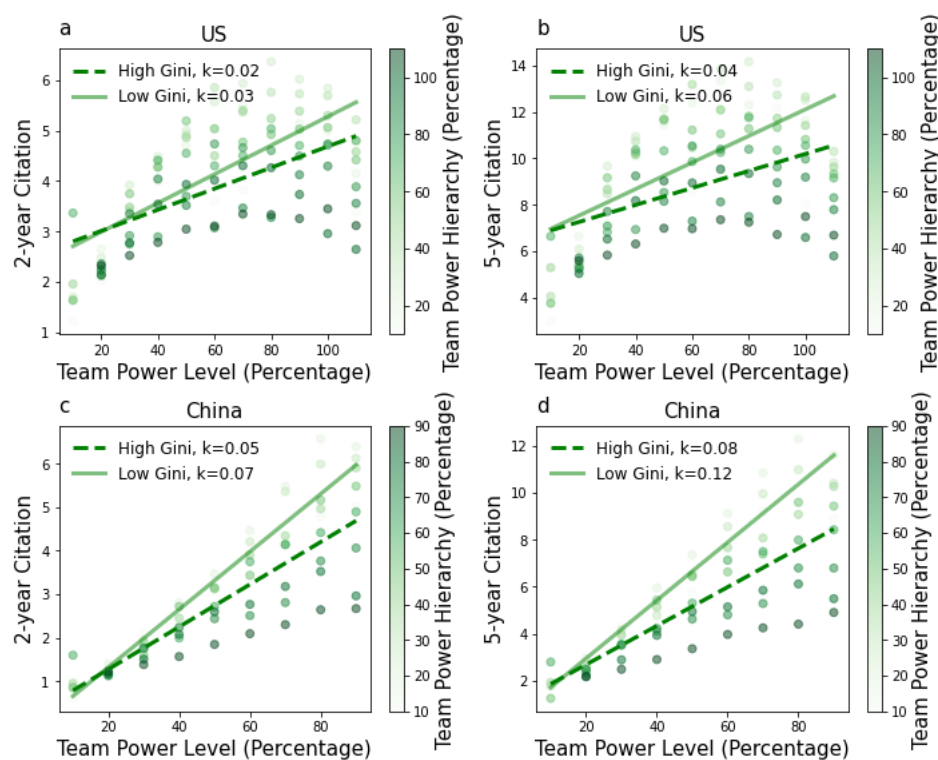 a
US
High Gini, k=0.02
Low Gini, k=0.03
6
5
4
3
2
1
2-year Citation
20
40
60
80
100
Team Power Level (Percentage)
100
80
60
40
20
Team Power Hierarchy (Percentage)
b
US
High Gini, k=0.04
Low Gini, k=0.06
14
12
10
8
6
4
5-year Citation
20
40
60
80
100
Team Power Level (Percentage)
100
80
60
40
20
Team Power Hierarchy (Percentage)
c
China
High Gini, k=0.05
Low Gini, k=0.07
6
5
4
3
2
1
2-year Citation
20
40
60
80
Team Power Level (Percentage)
90
80
70
60
50
40
30
20
10
Team Power Hierarchy (Percentage)
d
China
High Gini, k=0.08
Low Gini, k=0.12
12
10
8
6
4
2
5-year Citation
20
40
60
80
Team Power Level (Percentage)
90
80
70
60
50
40
30
20
10
Team Power Hierarchy (Percentage)